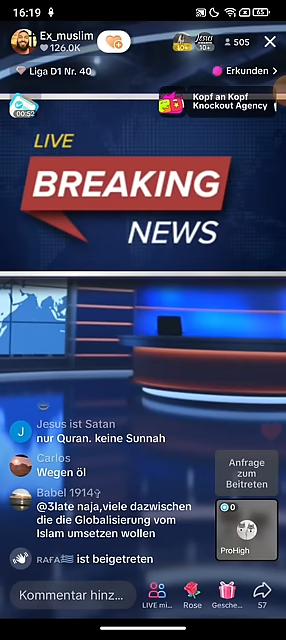 16:19
65
Ex_muslim
126.0K
10+
Jesus
10+
505
Liga D1 Nr. 40
Erkunden >
Kopf an Kopf
Knockout Agency
00:52
LIVE
BREAKING
NEWS
J
Jesus ist Satan
nur Quran. keine Sunnah
Carlos
Wegen öl
Babel 1914✞
@3late naja,viele dazwischen
die die Globalisierung vom
Islam umsetzen wollen
RAFA🇬🇷 ist beigetreten
Anfrage
zum
Beitreten
0
ProHigh
Kommentar hinz...
LIVE mi...
Rose
Gesche...
57